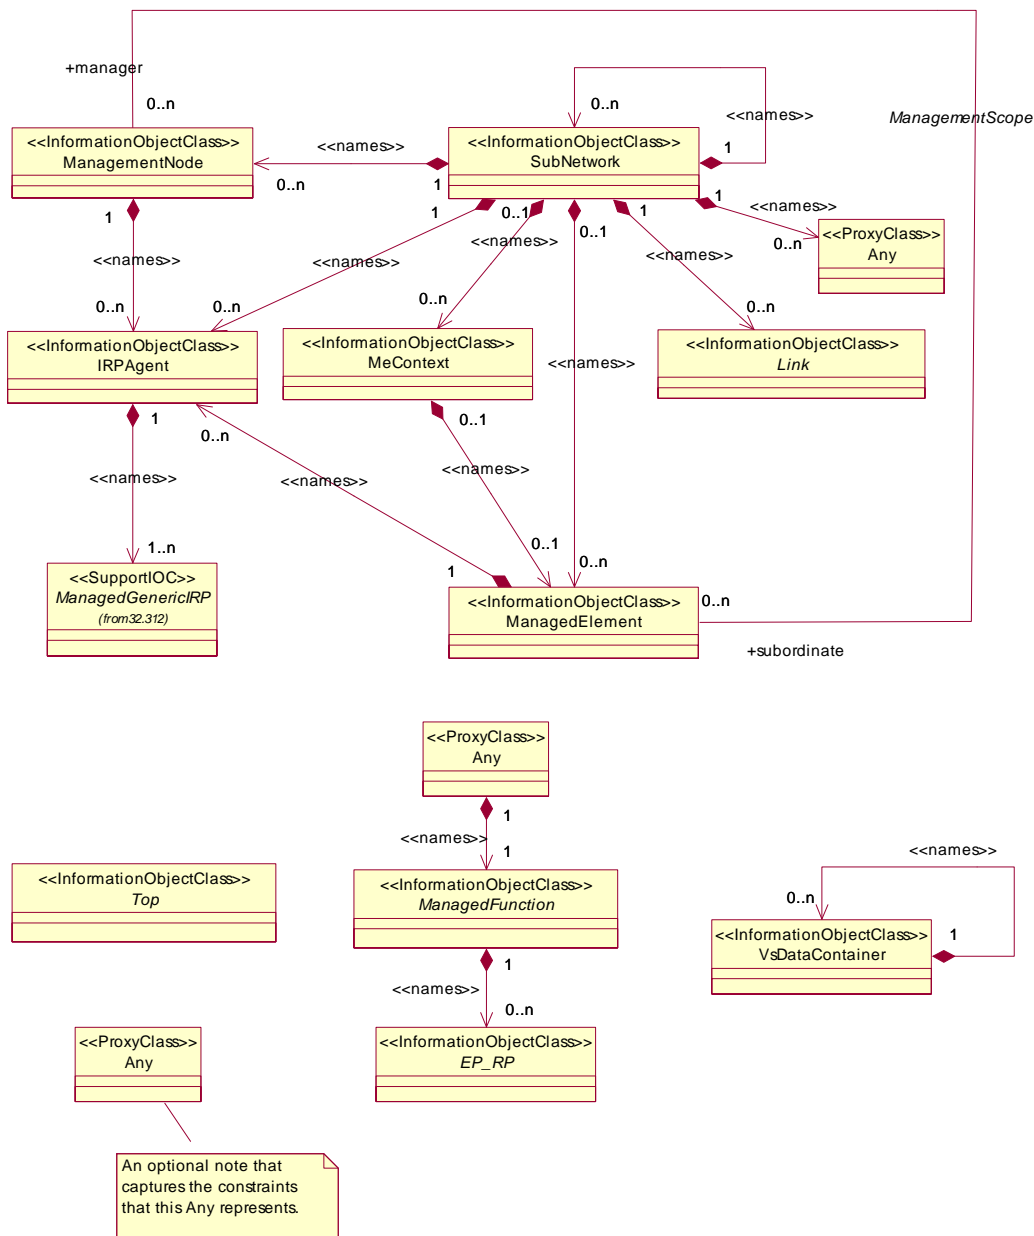 +manager
0..n
0..n
<<names>>
ManagementScope
<<InformationObjectClass>>
ManagementNode
<<names>>
<<InformationObjectClass>>
SubNetwork
1
0..n
1
1
1
0..1
0..1
1
1
<<names>>
<<names>>
<<names>>
<<names>>
<<names>>
0..n
<<ProxyClass>>
Any
0..n
0..n
0..n
0..n
<<InformationObjectClass>>
IRPAgent
<<InformationObjectClass>>
MeContext
<<names>>
<<InformationObjectClass>>
Link
1
0..n
0..1
<<names>>
<<names>>
<<names>>
1..n
0..1
0..n
<<SupportIOC>>
ManagedGenericIRP
(from32.312)
1
<<InformationObjectClass>>
ManagedElement
0..n
+subordinate
<<ProxyClass>>
Any
1
<<names>>
1
<<InformationObjectClass>>
Top
<<InformationObjectClass>>
ManagedFunction
<<names>>
0..n
<<InformationObjectClass>>
VsDataContainer
1
1
<<names>>
0..n
<<ProxyClass>>
Any
<<InformationObjectClass>>
EP_RP
An optional note that
captures the constraints
that this Any represents.